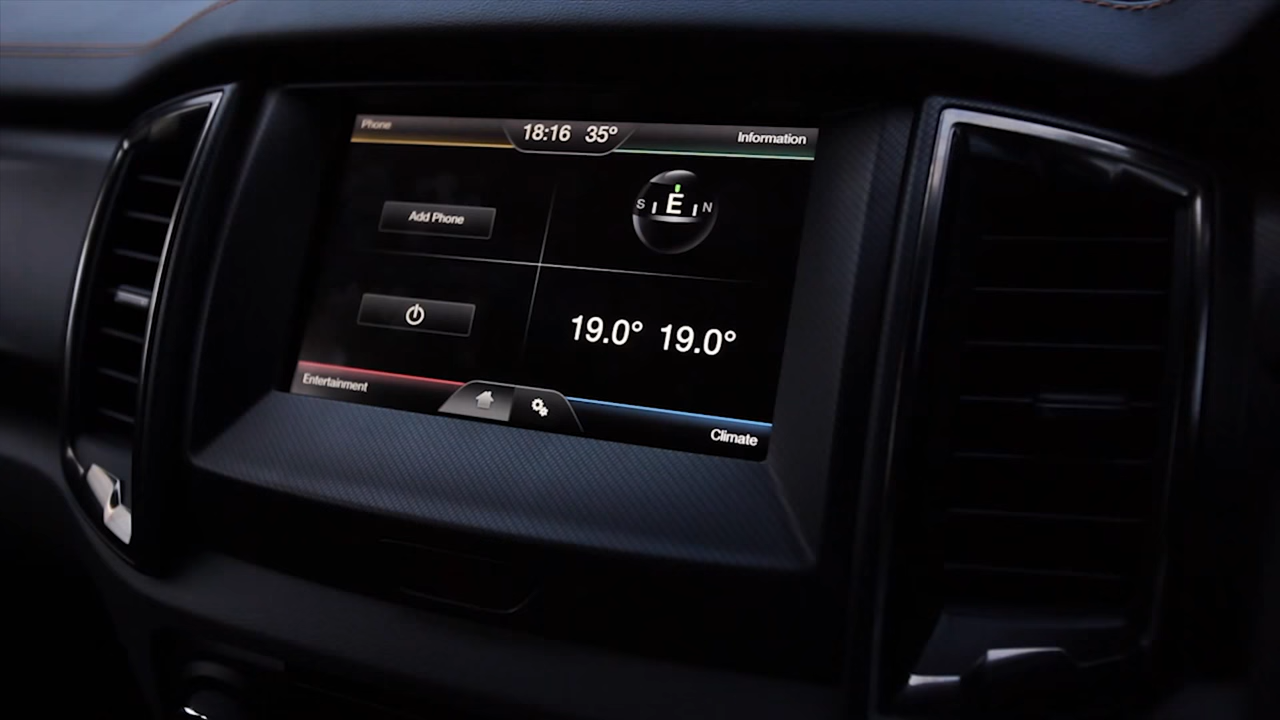 Phone
18:16 35°
Information
Add Phone
S E N
19.0° 19.0°
Entertainment
Climate